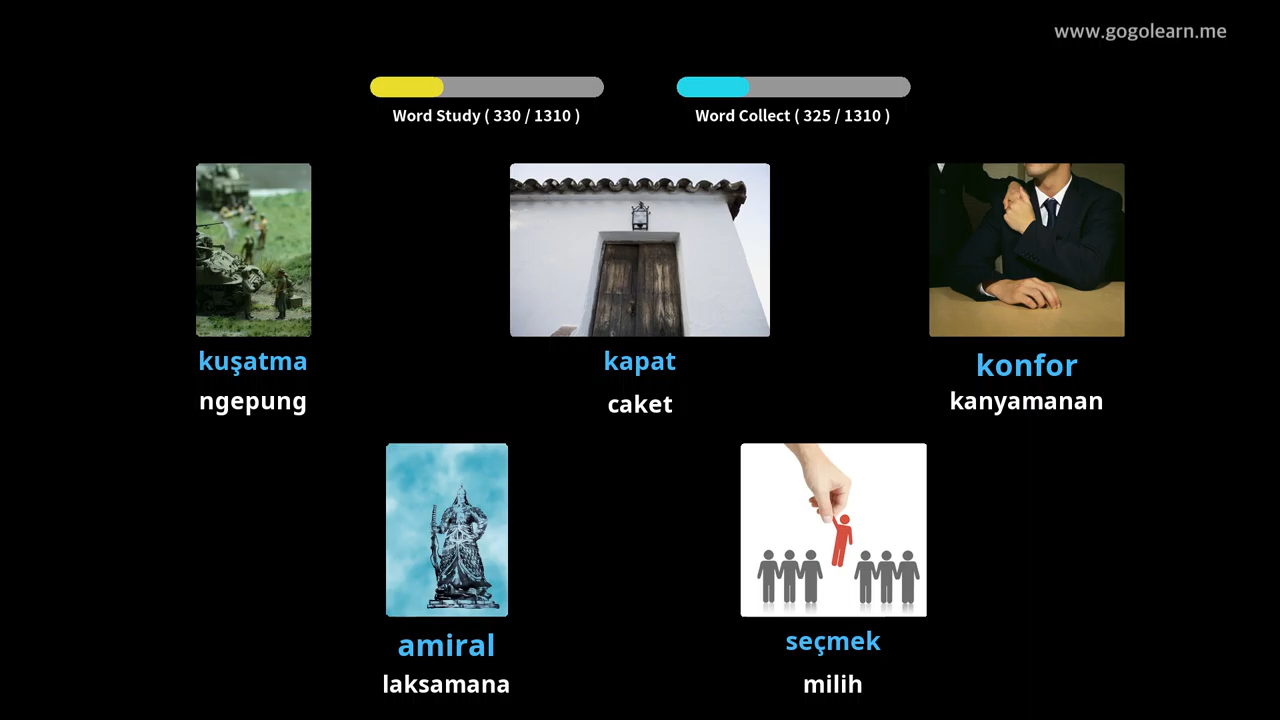 www.gogolearn.me
Word Study ( 330 / 1310 )
Word Collect ( 325 / 1310 )
kuşatma
ngepung
kapat
caket
konfor
kanyamanan
amiral
laksamana
seçmek
milih